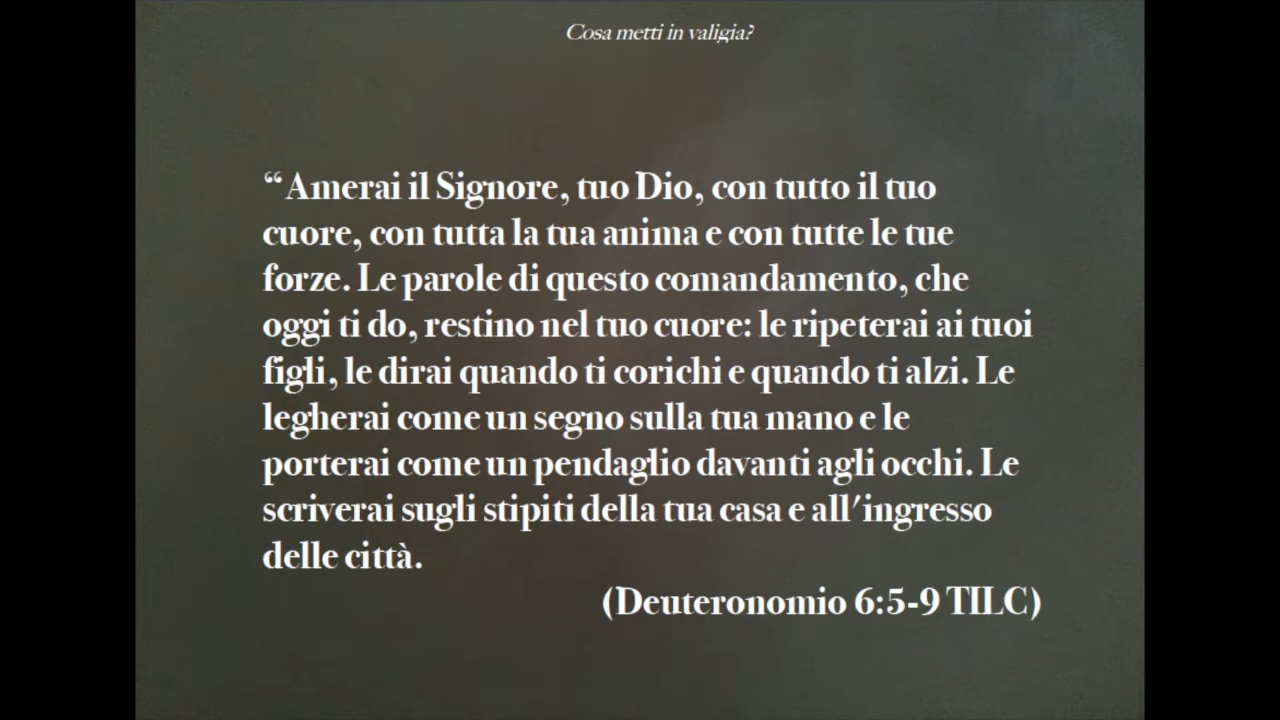 Cosa metti in valigia?
“Amerai il Signore, tuo Dio, con tutto il tuo
cuore, con tutta la tua anima e con tutte le tue
forze. Le parole di questo comandamento, che
oggi ti do, restino nel tuo cuore: le ripeterai ai tuoi
figli, le dirai quando ti corichi e quando ti alzi. Le
legherai come un segno sulla tua mano e le
porterai come un pendaglio davanti agli occhi. Le
scriverai sugli stipiti della tua casa e all'ingresso
delle città.
(Deuteronomio 6:5-9 TILC)